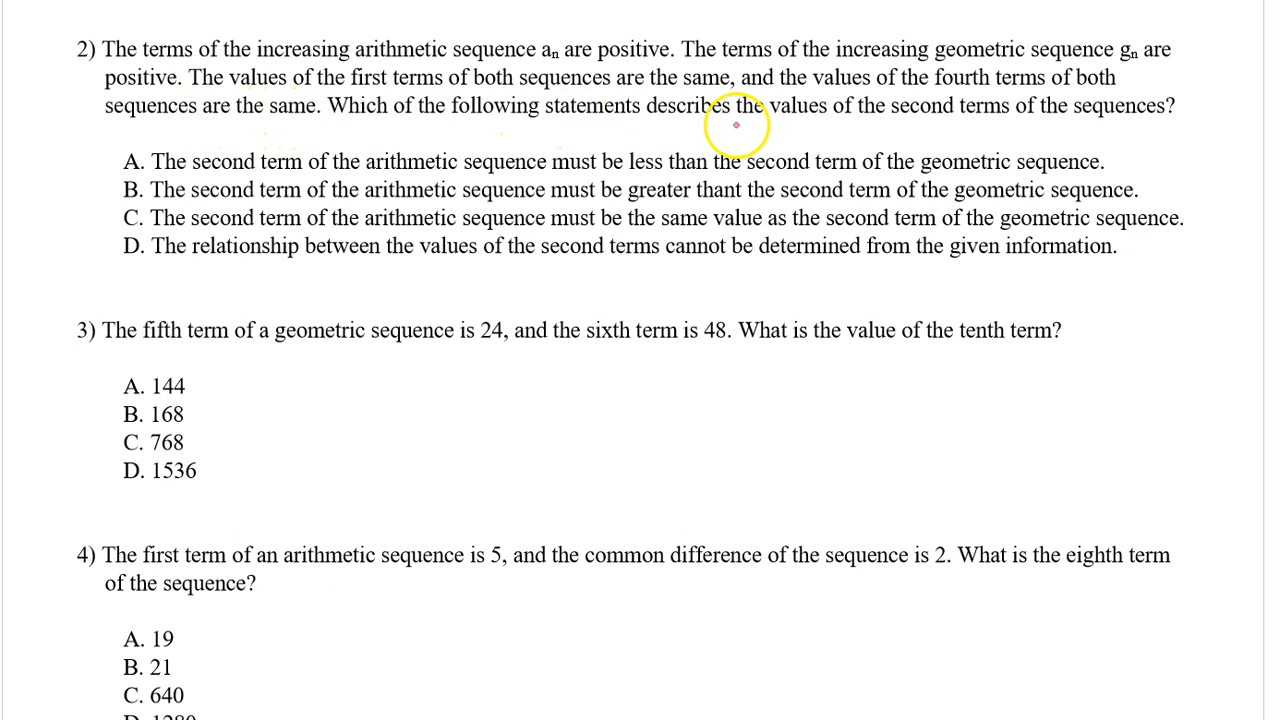 2) The terms of the increasing arithmetic sequence aₙ are positive. The terms of the increasing geometric sequence gₙ are
positive. The values of the first terms of both sequences are the same, and the values of the fourth terms of both
sequences are the same. Which of the following statements describes the values of the second terms of the sequences?
A. The second term of the arithmetic sequence must be less than the second term of the geometric sequence.
B. The second term of the arithmetic sequence must be greater thant the second term of the geometric sequence.
C. The second term of the arithmetic sequence must be the same value as the second term of the geometric sequence.
D. The relationship between the values of the second terms cannot be determined from the given information.
3) The fifth term of a geometric sequence is 24, and the sixth term is 48. What is the value of the tenth term?
A. 144
B. 168
C. 768
D. 1536
4) The first term of an arithmetic sequence is 5, and the common difference of the sequence is 2. What is the eighth term
of the sequence?
A. 19
B. 21
C. 640
D. 1280